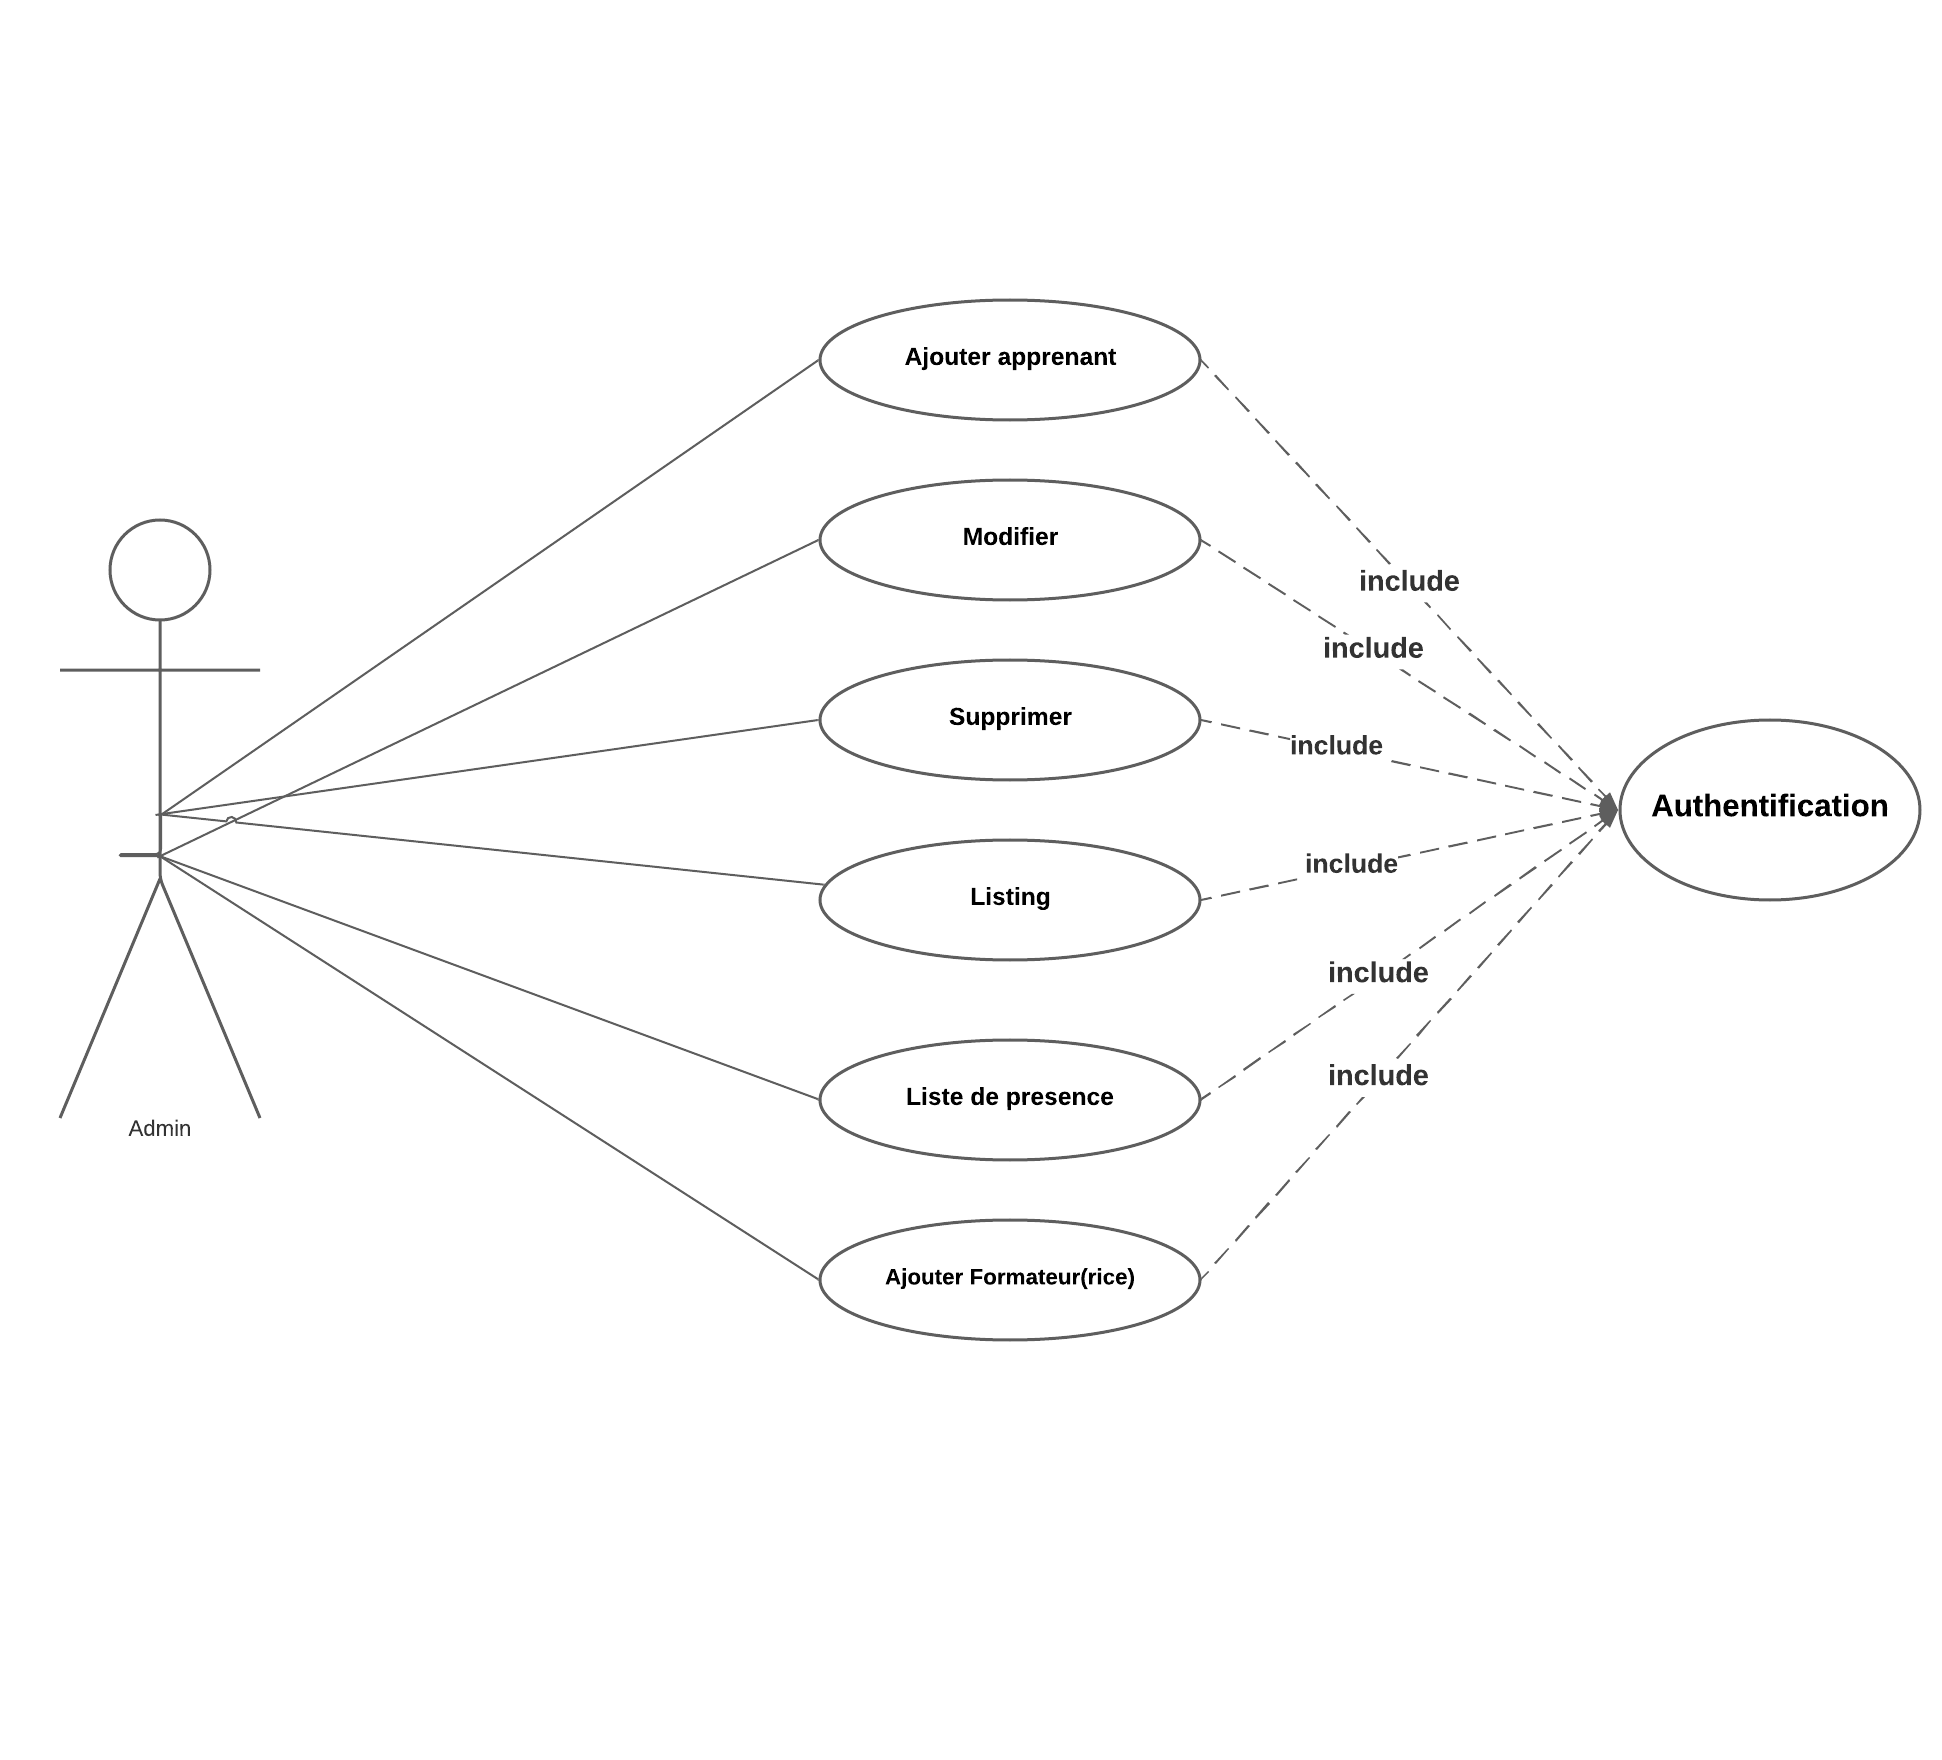 Ajouter apprenant
Modifier
include
include
Supprimer
include
Authentification
include
Listing
include
include
Liste de presence
Admin
Ajouter Formateur(rice)